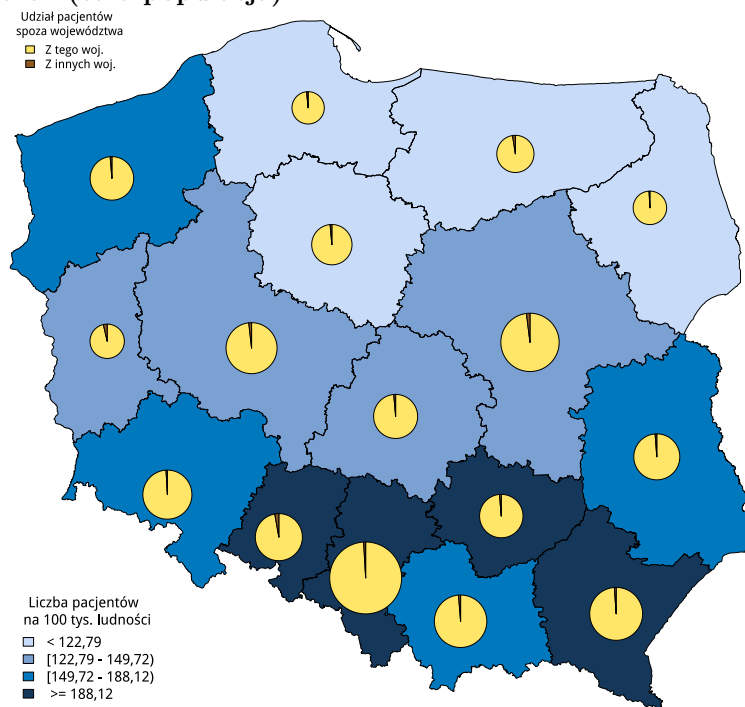 Udział pacjentów
spoza województwa
Z tego woj.
Z innych woj.
Liczba pacjentów
na 100 tys. ludności
< 122,79
[122,79 - 149,72)
[149,72 - 188,12)
>= 188,12